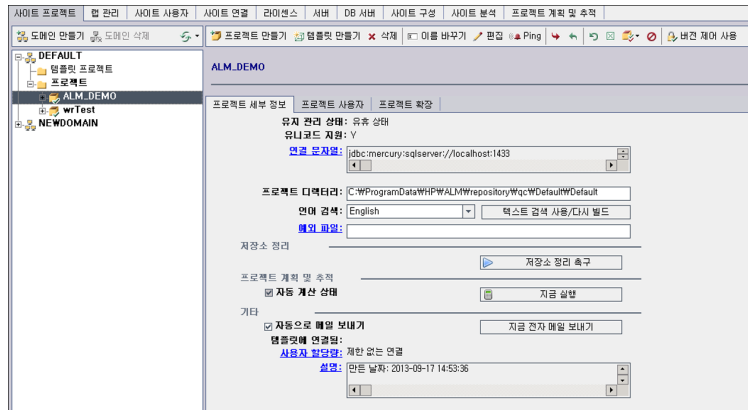 사이트 프로젝트 랩 관리 사이트 사용자 사이트 연결 라이센스 서버 DB 서버 사이트 구성 사이트 분석 프로젝트 계획 및 추적
도메인 만들기 도메인 삭제 프로젝트 만들기 템플릿 만들기 삭제 이름 바꾸기 편집 Ping 버전 제어 사용
DEFAULT
템플릿 프로젝트
프로젝트
ALM_DEMO
wrTest
NEWDOMAIN
ALM_DEMO
프로젝트 세부 정보 프로젝트 사용자 프로젝트 확장
유지 관리 상태: 유휴 상태
유니코드 지원: Y
연결 문자열: jdbc:mercury:sqlserver://localhost:1433
프로젝트 디렉터리: C:₩ProgramData₩HP₩ALM₩repository₩qc₩Default₩Default
언어 검색: English 텍스트 검색 사용/다시 빌드
예외 파일:
저장소 정리
저장소 정리 촉구
프로젝트 계획 및 추적
자동 계산 상태 지금 실행
기타
자동으로 메일 보내기 지금 전자 메일 보내기
템플릿에 연결됨:
사용자 할당량: 제한 없는 연결
설명: 만든 날짜: 2013-09-17 14:53:36